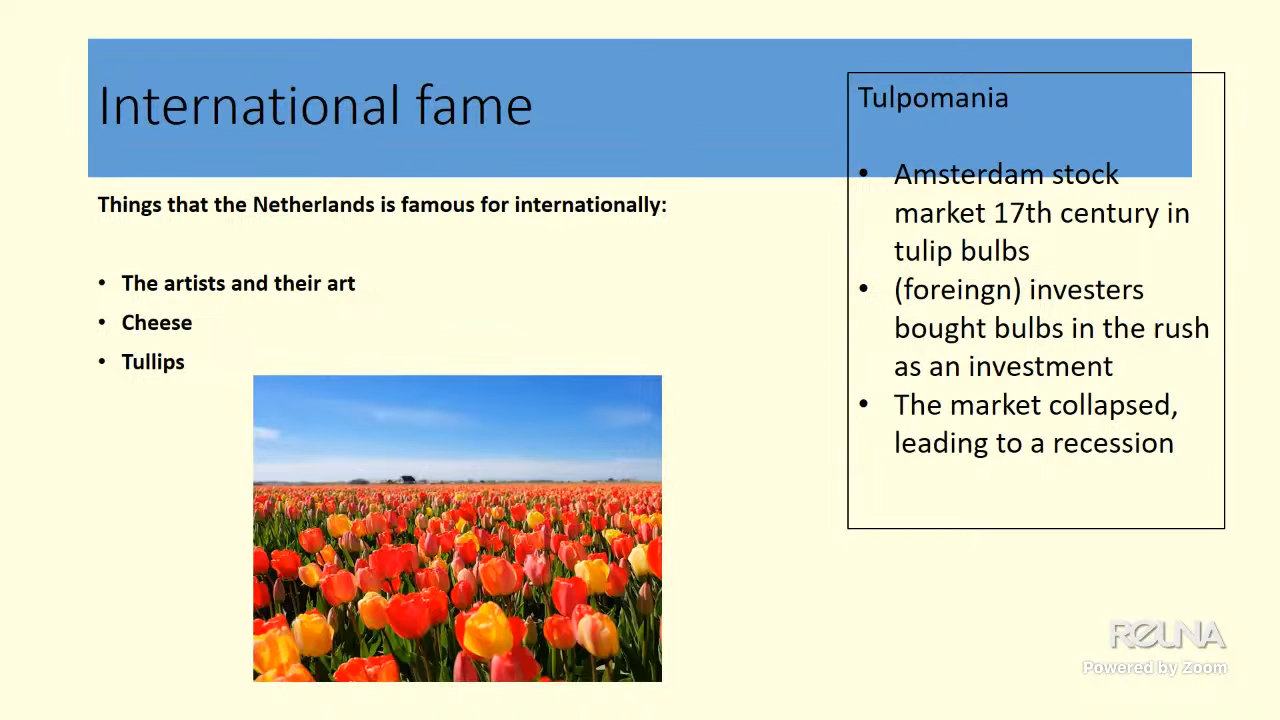 International fame
Things that the Netherlands is famous for internationally:
• The artists and their art
• Cheese
• Tullips
Tulpomania
• Amsterdam stock
market 17th century in
tulip bulbs
• (foreingn) investers
bought bulbs in the rush
as an investment
• The market collapsed,
leading to a recession
REUNA
Powered by Zoom